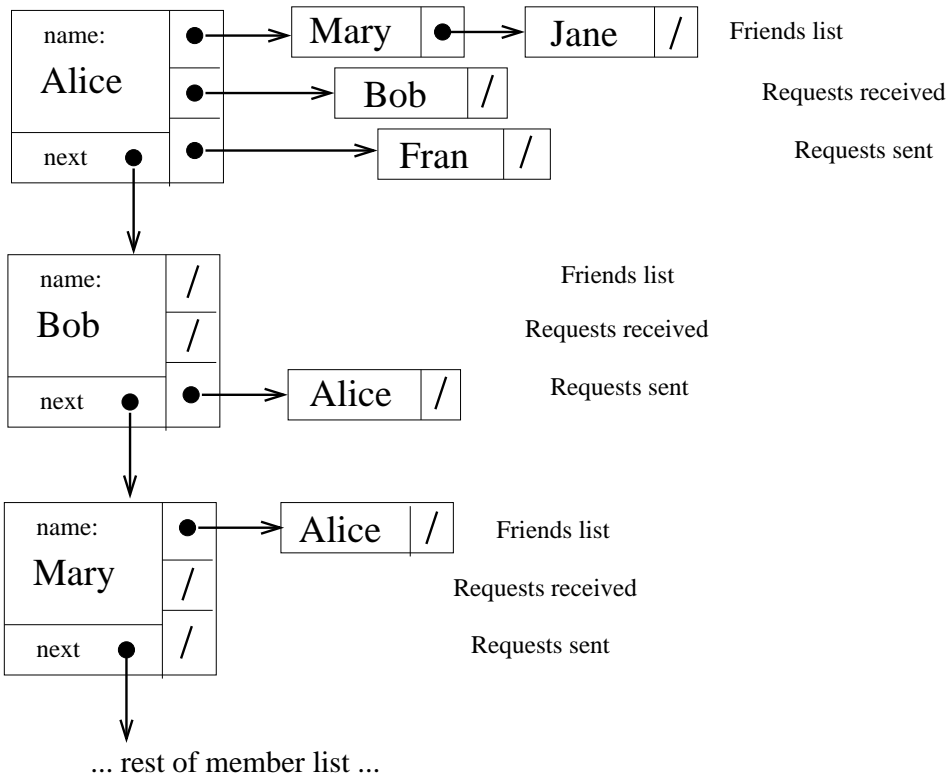 name:
Alice
next
Mary
Jane
Friends list
Bob
Requests received
Fran
Requests sent
name:
Bob
next
Friends list
Requests received
Alice
Requests sent
name:
Mary
next
Alice
Friends list
Requests received
Requests sent
... rest of member list ...